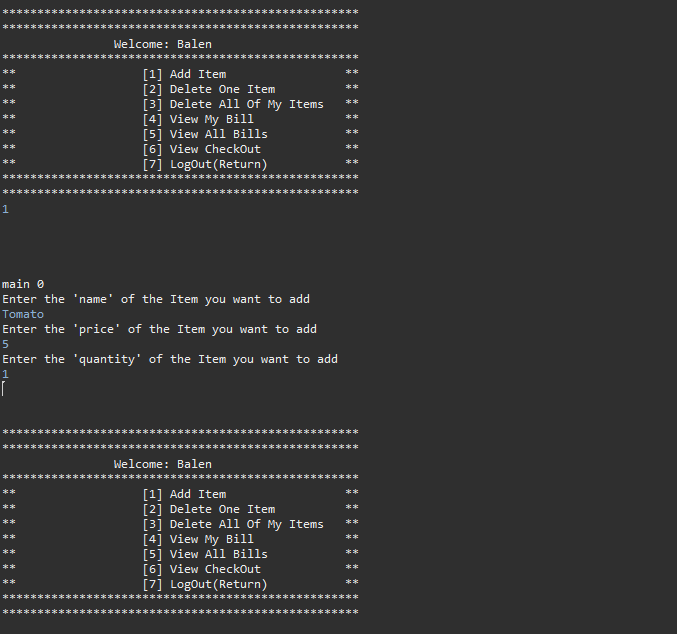 ***************************************************
***************************************************
Welcome: Balen
***************************************************
** [1] Add Item **
** [2] Delete One Item **
** [3] Delete All Of My Items **
** [4] View My Bill **
** [5] View All Bills **
** [6] View CheckOut **
** [7] LogOut(Return) **
***************************************************
***************************************************
1
main 0
Enter the 'name' of the Item you want to add
Tomato
Enter the 'price' of the Item you want to add
5
Enter the 'quantity' of the Item you want to add
1
***************************************************
***************************************************
Welcome: Balen
***************************************************
** [1] Add Item **
** [2] Delete One Item **
** [3] Delete All Of My Items **
** [4] View My Bill **
** [5] View All Bills **
** [6] View CheckOut **
** [7] LogOut(Return) **
***************************************************
***************************************************